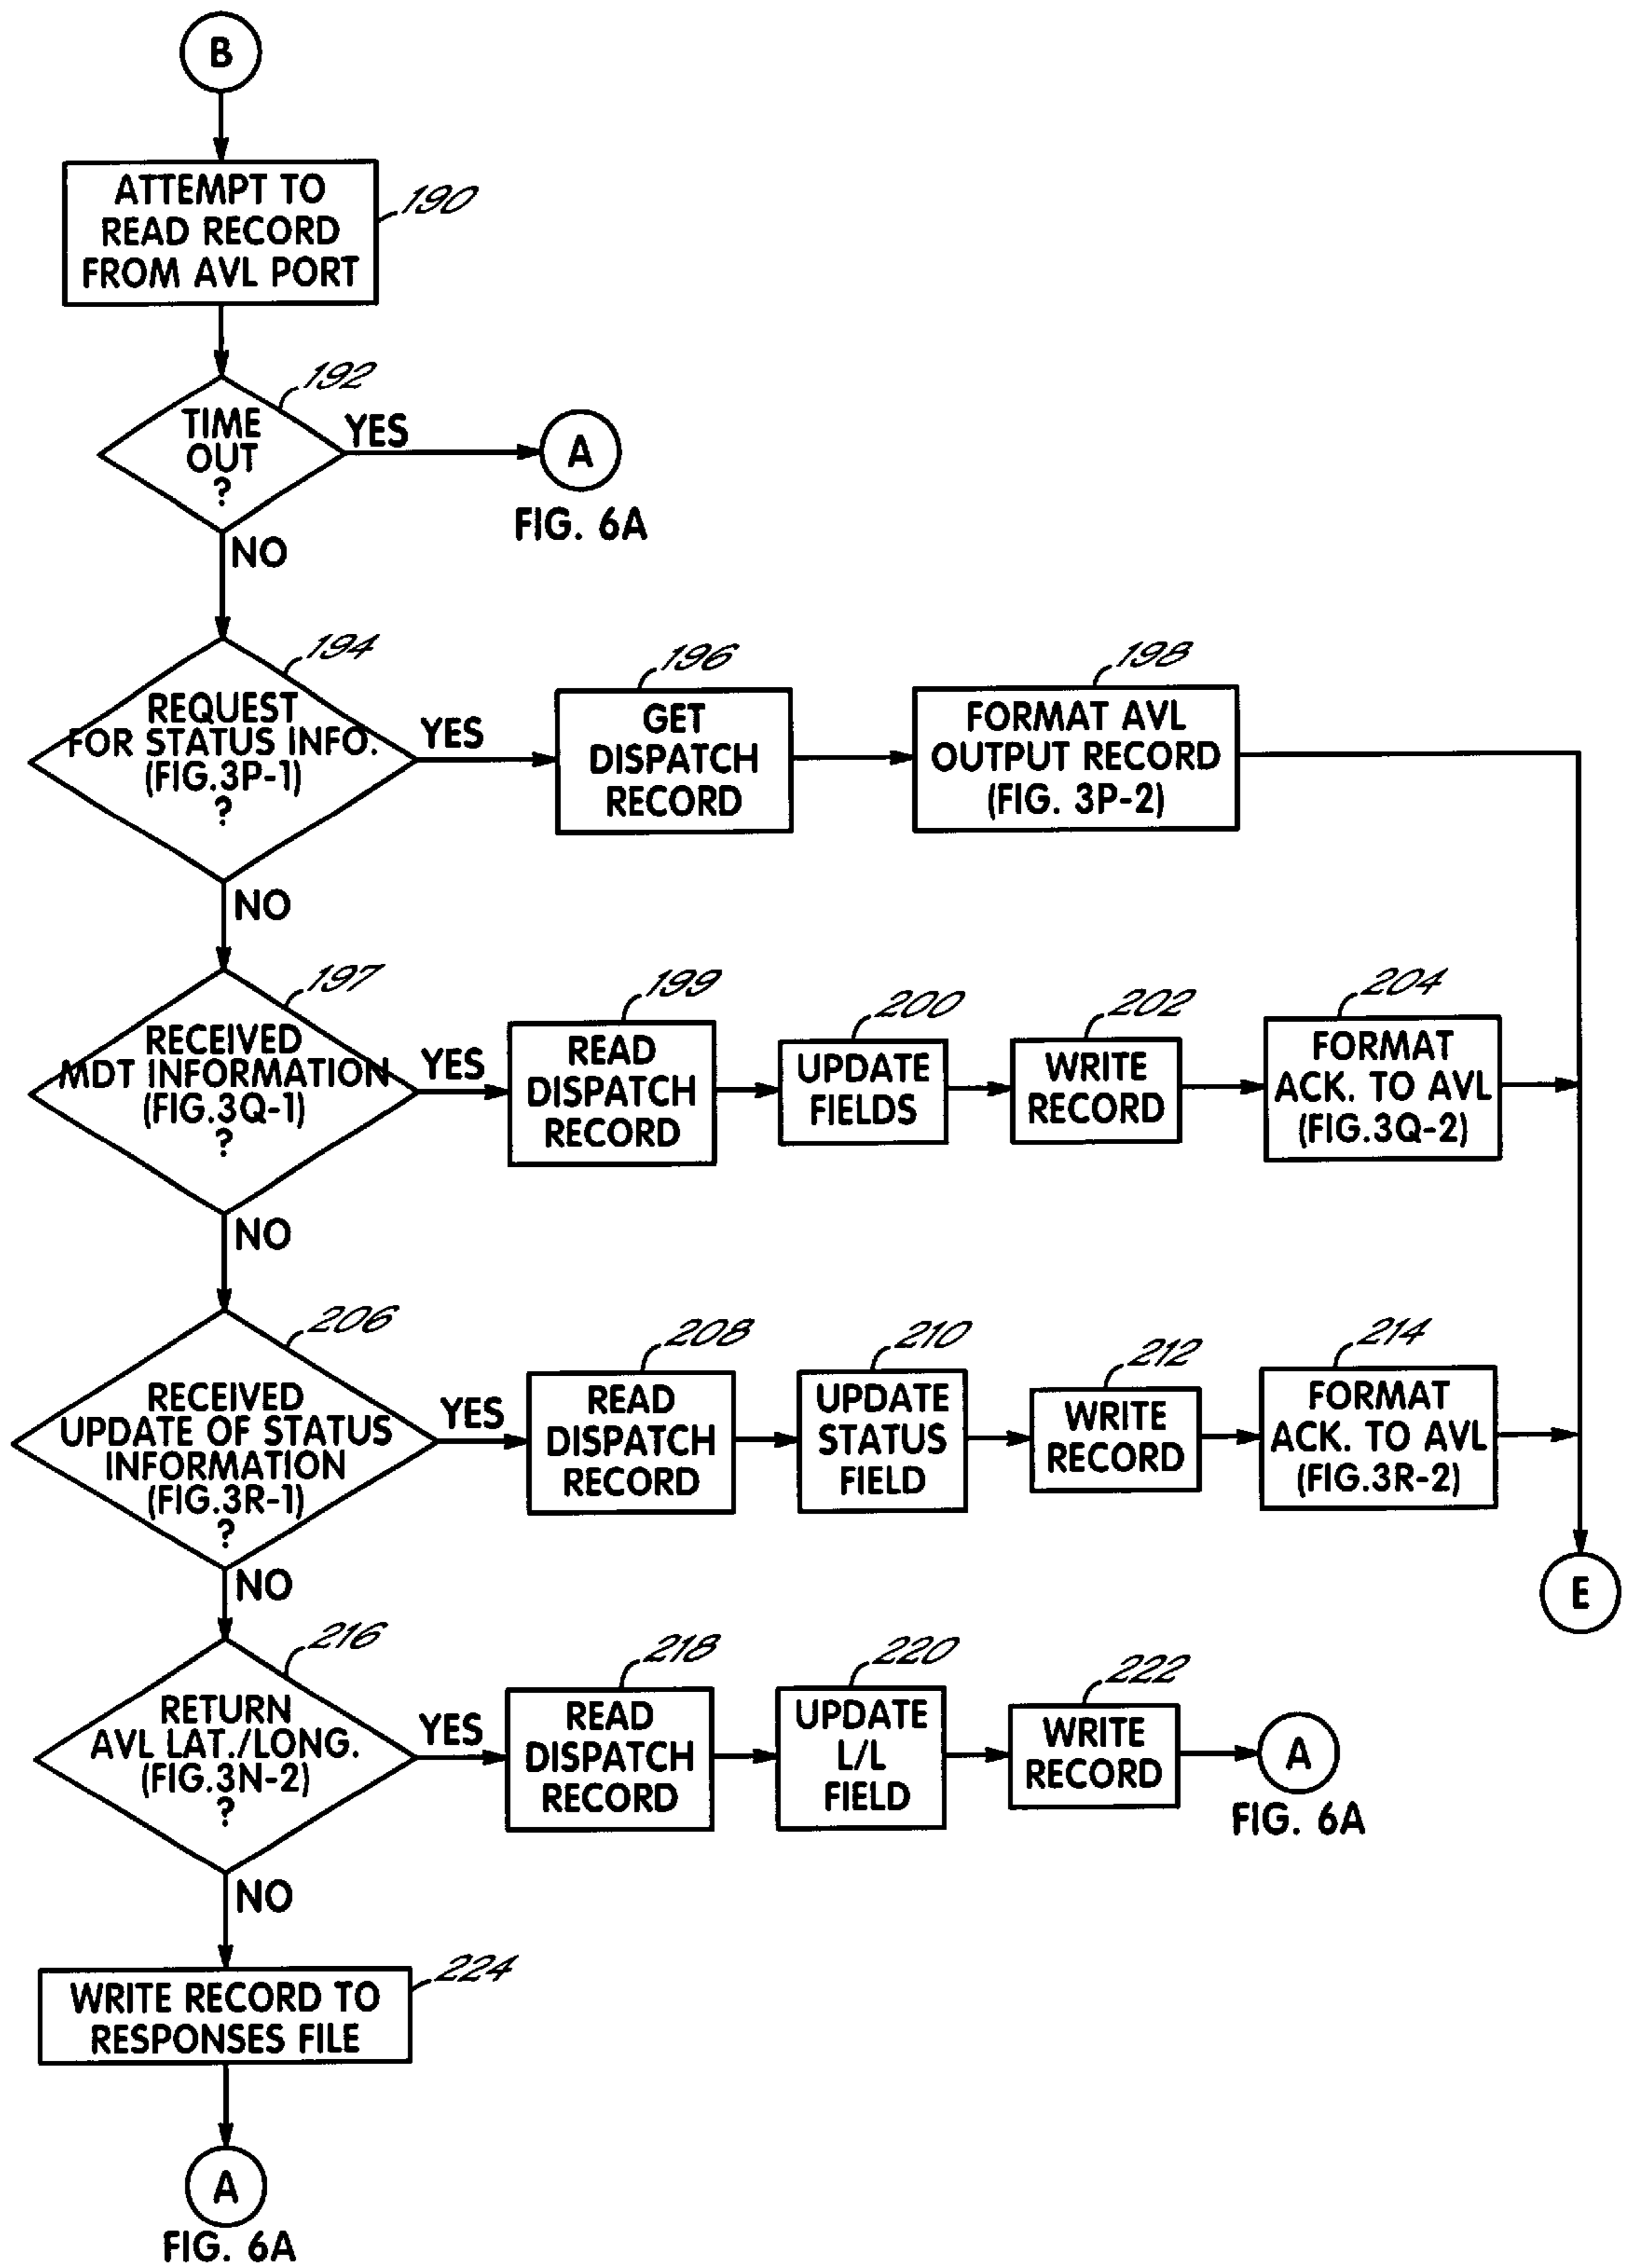 B
ATTEMPT TO
READ RECORD
FROM AVL PORT
190
TIME
OUT
?
192
YES
A
FIG. 6A
NO
REQUEST
FOR STATUS INFO.
(FIG.3P-1)
?
194
YES
GET
DISPATCH
RECORD
196
FORMAT AVL
OUTPUT RECORD
(FIG. 3P-2)
198
NO
RECEIVED
MDT INFORMATION
(FIG.3Q-1)
?
197
YES
READ
DISPATCH
RECORD
199
UPDATE
FIELDS
200
WRITE
RECORD
202
FORMAT
ACK. TO AVL
(FIG.3Q-2)
204
NO
RECEIVED
UPDATE OF STATUS
INFORMATION
(FIG.3R-1)
?
206
YES
READ
DISPATCH
RECORD
208
UPDATE
STATUS
FIELD
210
WRITE
RECORD
212
FORMAT
ACK. TO AVL
(FIG.3R-2)
214
E
NO
RETURN
AVL LAT./LONG.
(FIG.3N-2)
?
216
YES
READ
DISPATCH
RECORD
218
UPDATE
L/L
FIELD
220
WRITE
RECORD
222
A
FIG. 6A
NO
WRITE RECORD TO
RESPONSES FILE
224
A
FIG. 6A